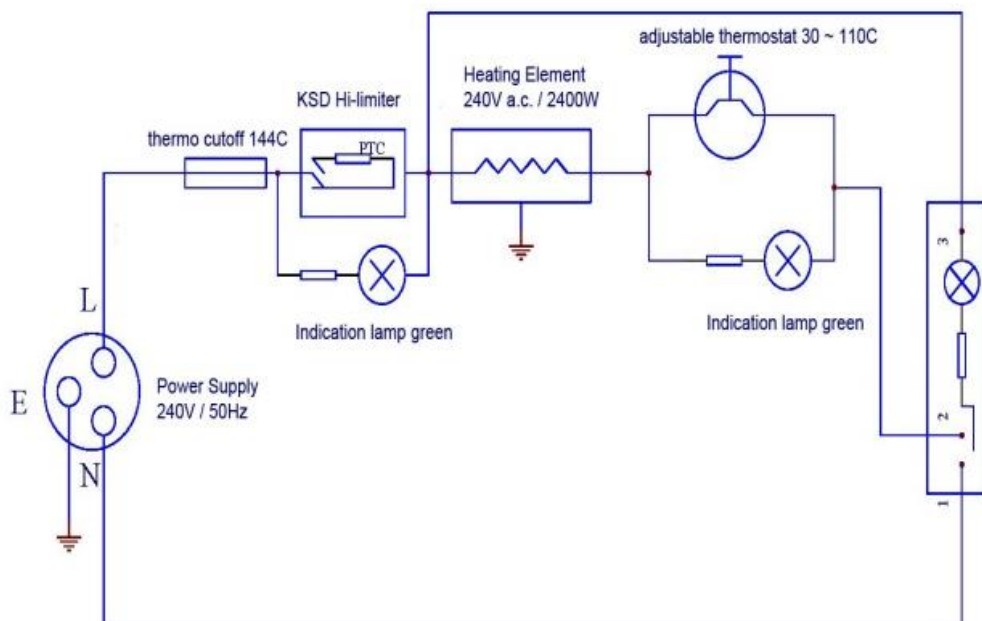 adjustable thermostat 30 ~ 110C
Heating Element
240V a.c. / 2400W
KSD Hi-limiter
thermo cutoff 144C
PTC
3
Indication lamp green
Indication lamp green
L
Power Supply
240V / 50Hz
E
2
N
1